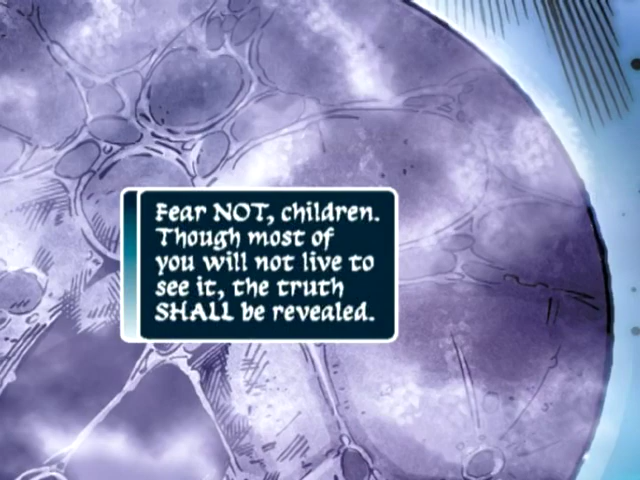 Fear NOT, children.
Though most of
you will not live to
see it, the truth
SHALL be revealed.